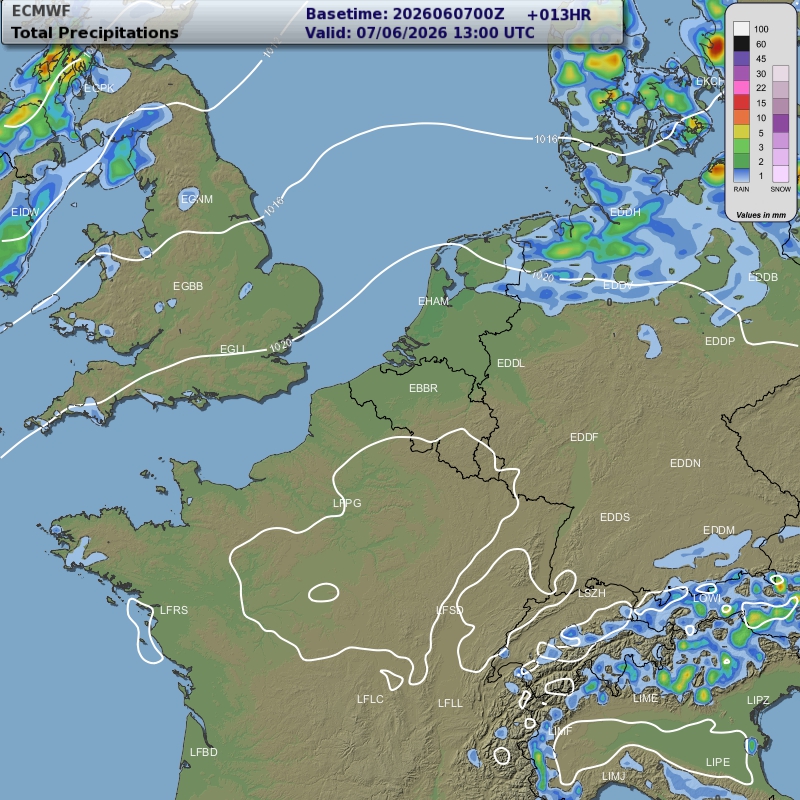 ECMWF
Basetime: 2026060700Z +013HR
Total Precipitations
Valid: 07/06/2026 13:00 UTC
100
60
45
30
22
15
10
5
3
2
1
RAIN SNOW
Values in mm
EGPK
EKCH
1016
EIDW
EGNM
1016
EDDH
EGBB
1020
EDDV
EDDB
EHAM
EGLL
1020
EDDP
EDDL
EBBR
EDDF
EDDN
LFPG
EDDS
EDDM
LFRS
LFSD
LSZH
LOWI
LFLC
LFLL
LIME
LIPZ
LIMF
LFBD
LIPE
LIMJ